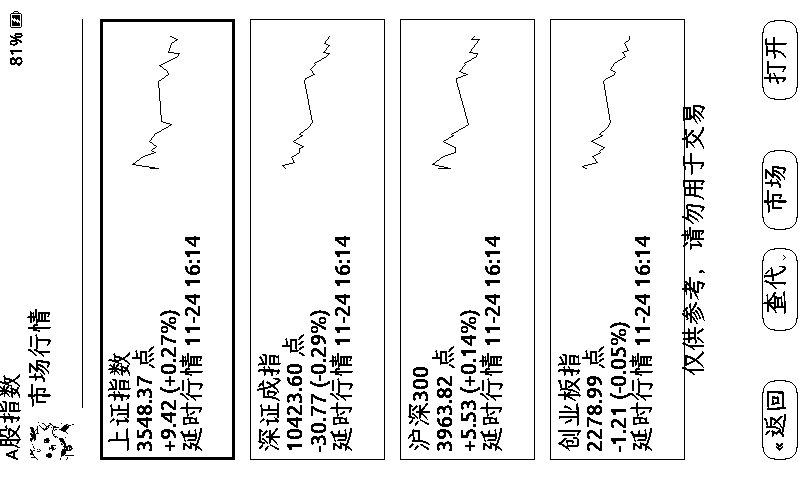 81%
A股指数
市场行情
上证指数
3548.37 点
+9.42 (+0.27%)
延时行情 11-24 16:14
深证成指
10423.60 点
-30.77 (-0.29%)
延时行情 11-24 16:14
沪深300
3963.82 点
+5.53 (+0.14%)
延时行情 11-24 16:14
创业板指
2278.99 点
-1.21 (-0.05%)
延时行情 11-24 16:14
仅供参考，请勿用于交易
« 返回
查代
市场
打开